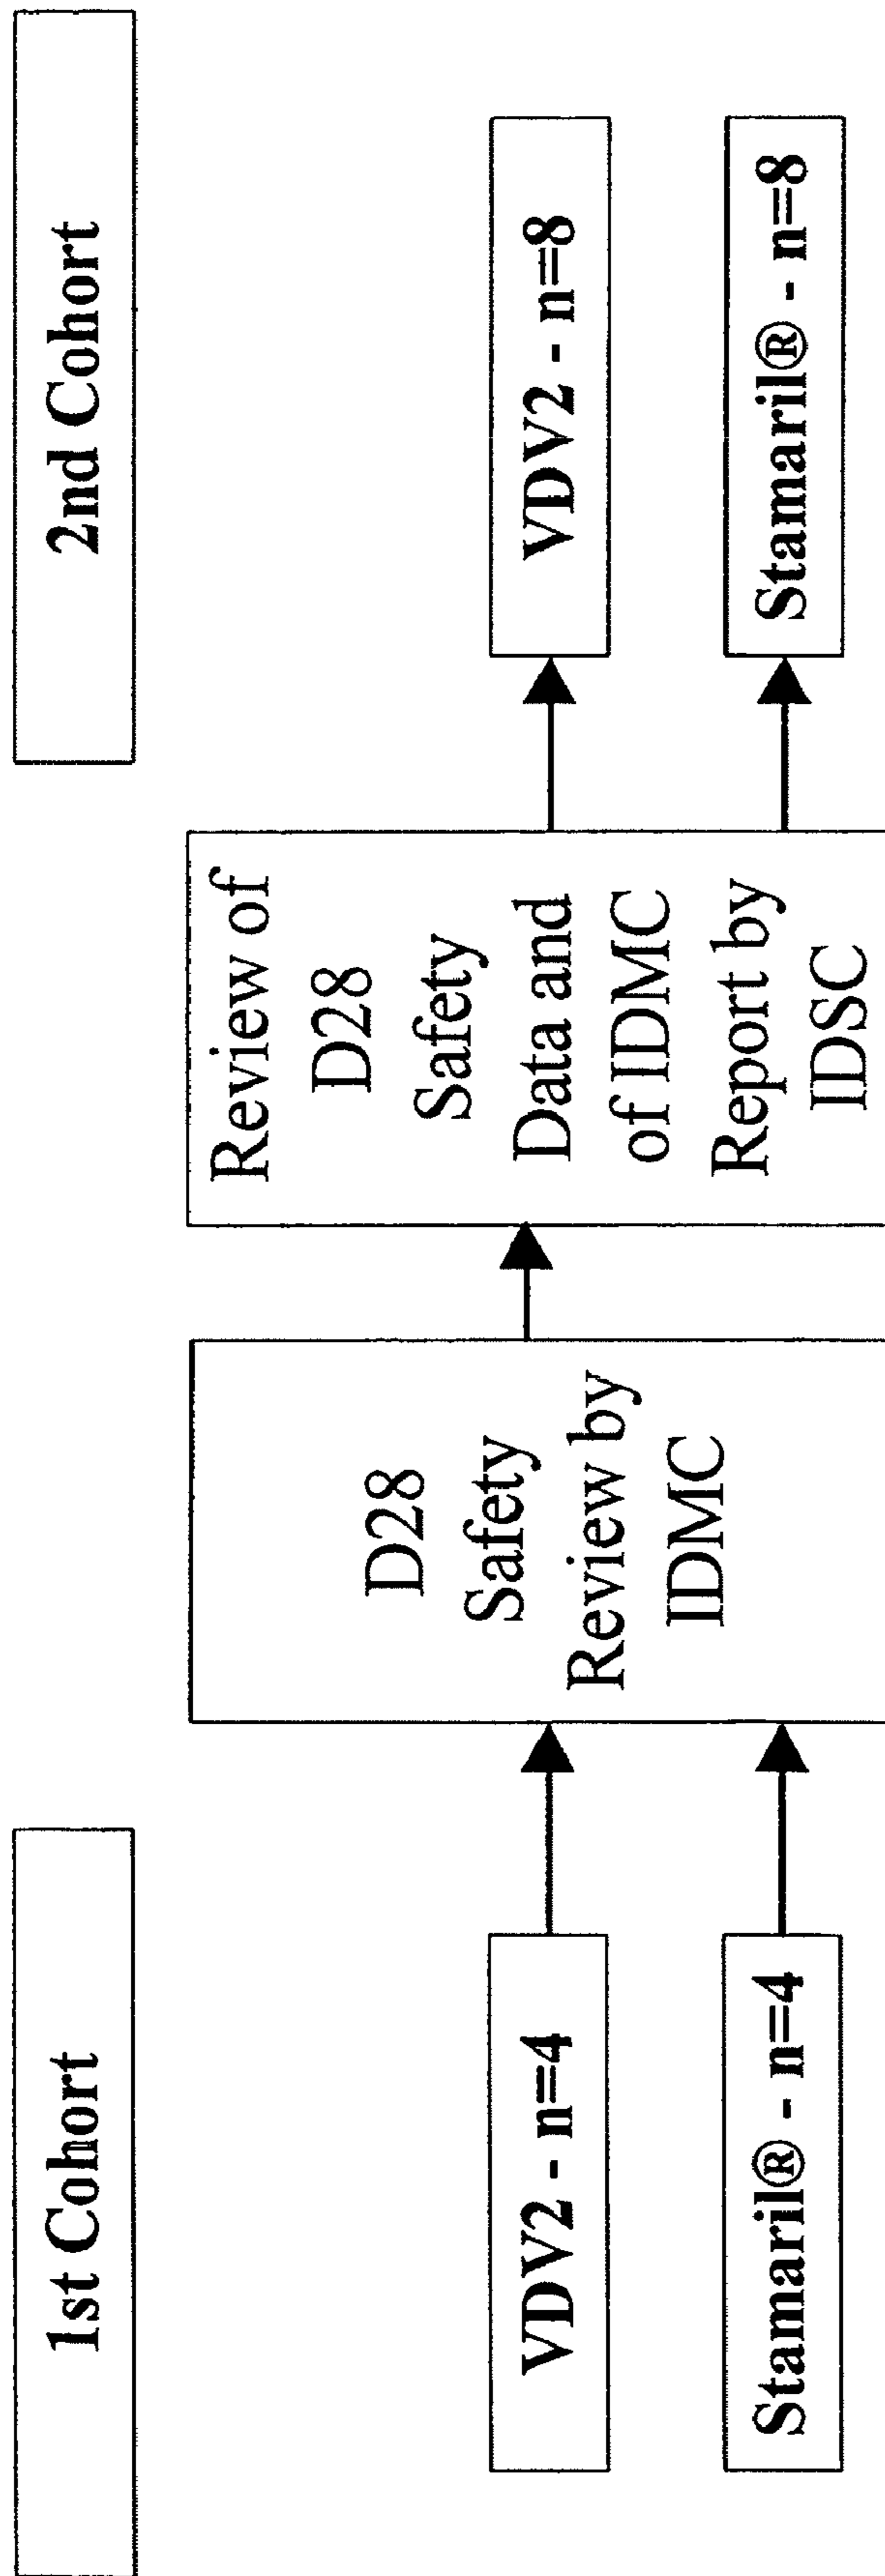 1st Cohort
2nd Cohort
VDV2 - n=4
Stamaril® - n=4
D28
Safety
Review by
IDMC
Review of
D28
Safety
Data and
of IDMC
Report by
IDSC
VDV2 - n=8
Stamaril® - n=8